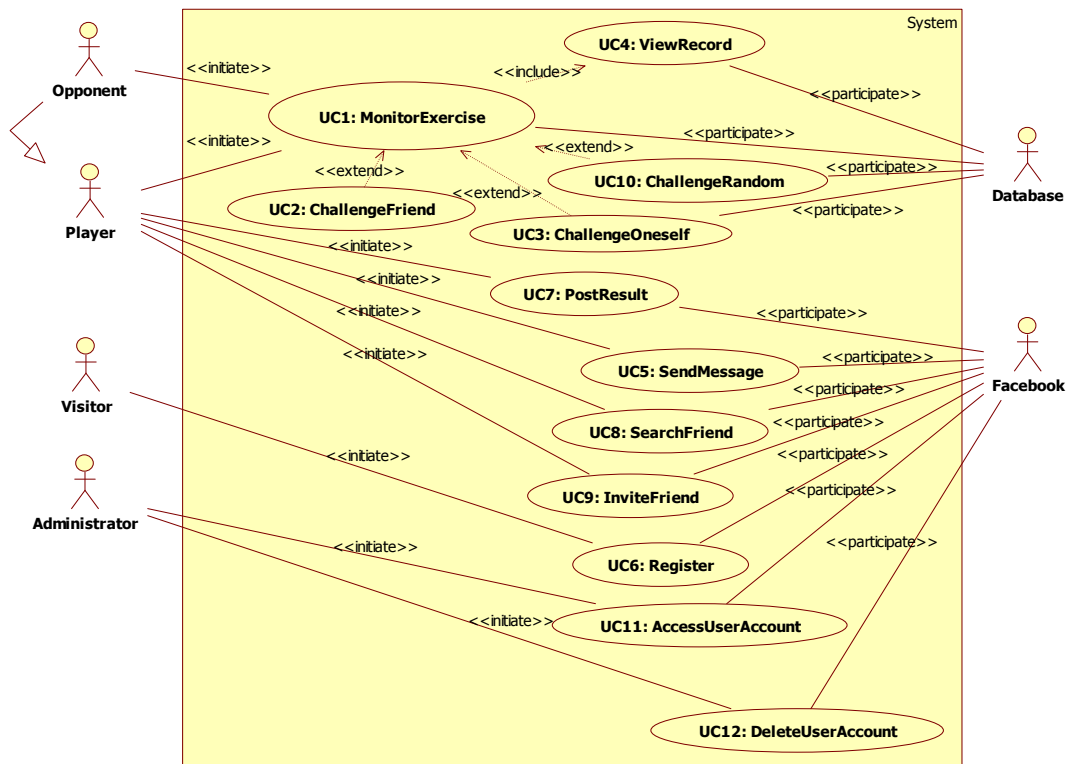 System
UC4: ViewRecord
<<initiate>>
<<include>>
Opponent
<<participate>>
UC1: MonitorExercise
<<initiate>>
<<participate>>
<<extend>>
<<extend>>
<<participate>>
UC10: ChallengeRandom
Database
<<extend>>
UC2: ChallengeFriend
<<participate>>
Player
UC3: ChallengeOneself
<<initiate>>
<<initiate>>
UC7: PostResult
<<initiate>>
<<participate>>
<<initiate>>
<<participate>>
UC5: SendMessage
Facebook
<<participate>>
Visitor
<<participate>>
UC8: SearchFriend
<<initiate>>
<<participate>>
<<participate>>
UC9: InviteFriend
Administrator
<<initiate>>
<<participate>>
UC6: Register
<<initiate>>
UC11: AccessUserAccount
UC12: DeleteUserAccount